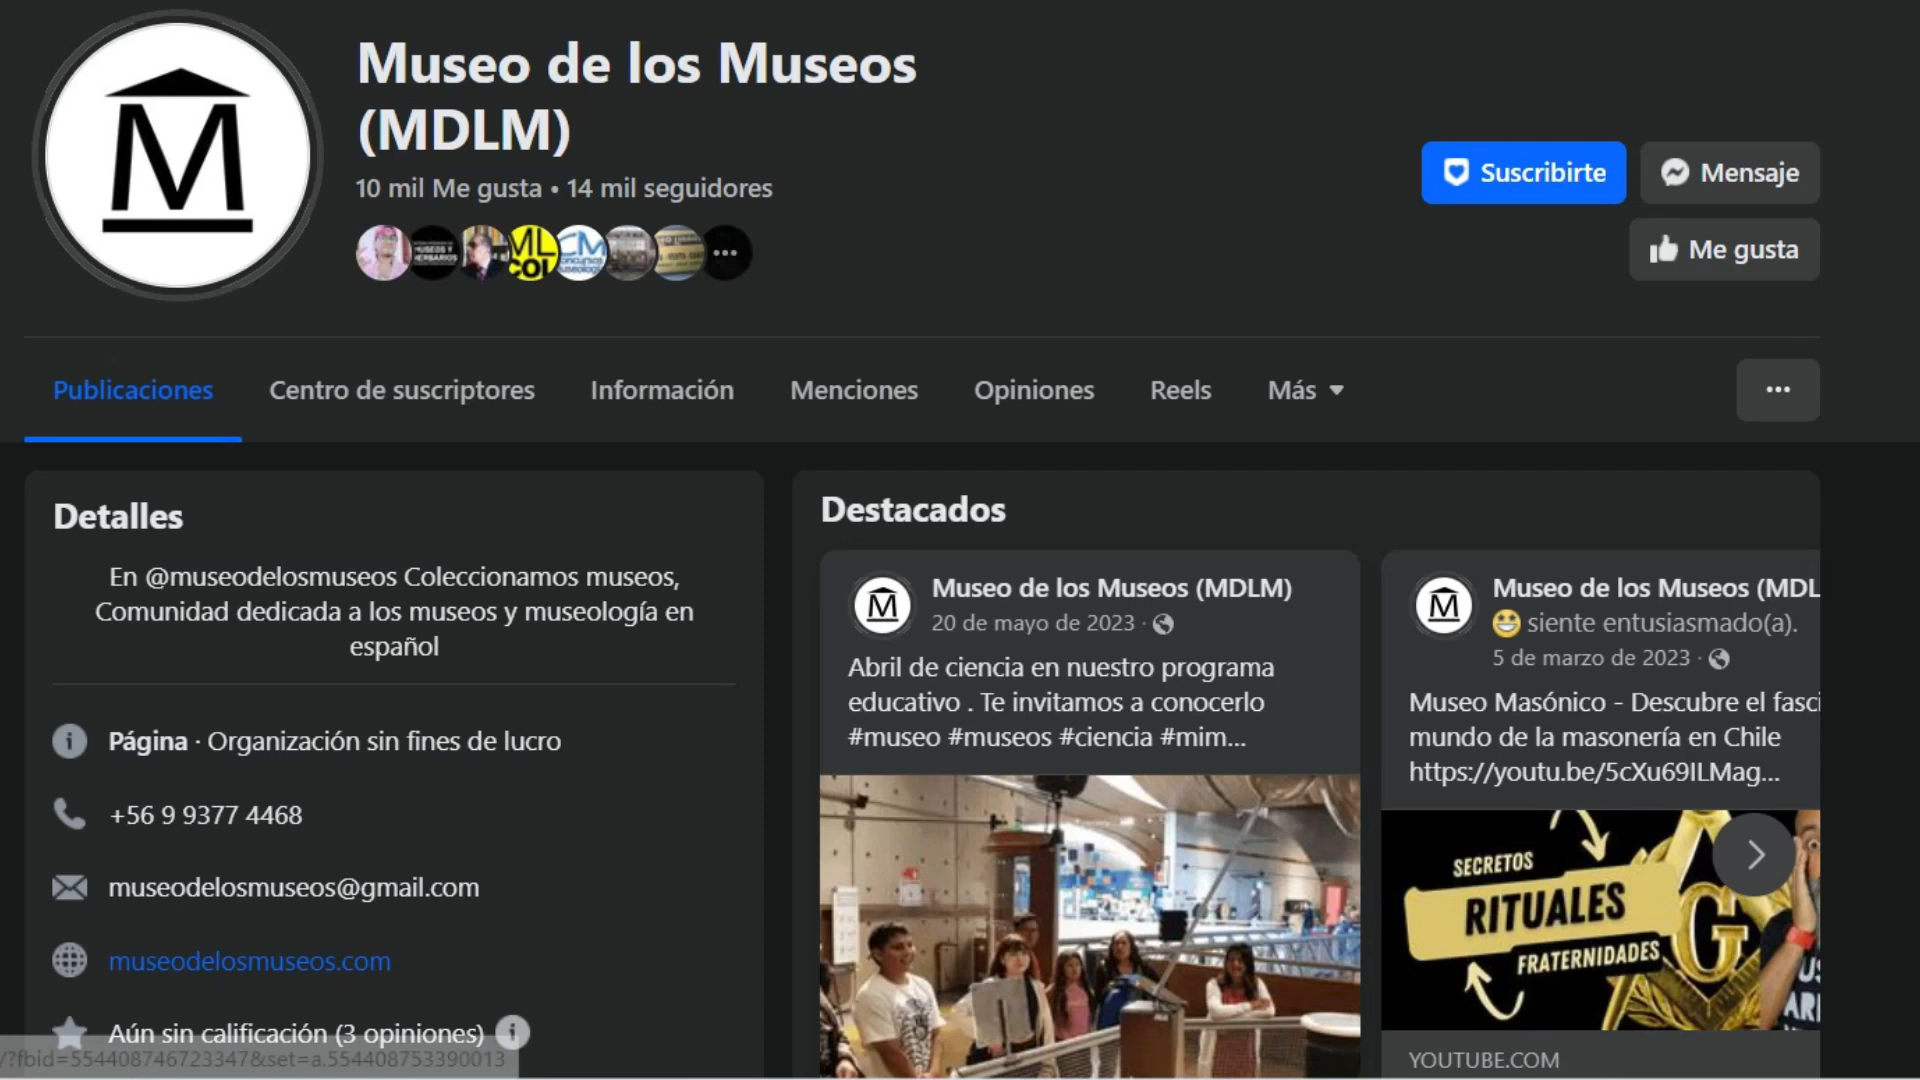 M
Museo de los Museos
(MDLM)
10 mil Me gusta • 14 mil seguidores
MUSEOS Y
HERBARIOS
ML
COL
CM
Suscribirte
Mensaje
Me gusta
Publicaciones
Centro de suscriptores
Información
Menciones
Opiniones
Reels
Más
Detalles
En @museodelosmuseos Coleccionamos museos,
Comunidad dedicada a los museos y museología en
español
Página · Organización sin fines de lucro
+56 9 9377 4468
museodelosmuseos@gmail.com
museodelosmuseos.com
Aún sin calificación (3 opiniones)
/?fbid=554408746723347&set=a.554408753390013
Destacados
M
Museo de los Museos (MDLM)
20 de mayo de 2023 ·
Abril de ciencia en nuestro programa
educativo . Te invitamos a conocerlo
#museo #museos #ciencia #mim...
M
Museo de los Museos (MDL
siente entusiasmado(a).
5 de marzo de 2023 ·
Museo Masónico - Descubre el fasci
mundo de la masonería en Chile
https://youtu.be/5cXu69ILMag...
SECRETOS
RITUALES
FRATERNIDADES
G
YOUTUBE.COM